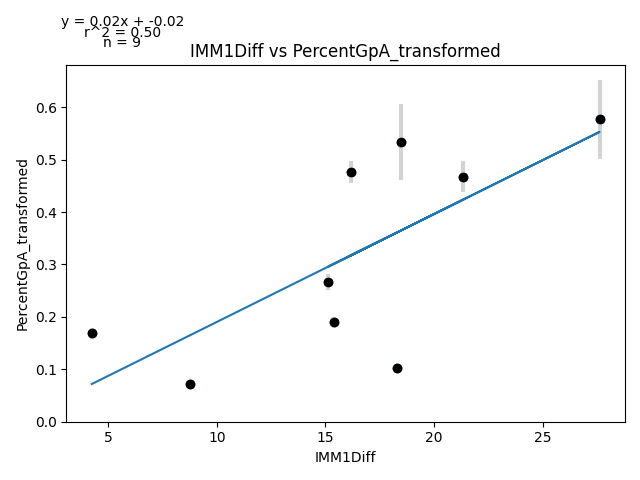 y = 0.02x + -0.02
r^2 = 0.50
n = 9
IMM1Diff vs PercentGpA_transformed
PercentGpA_transformed
0.6
0.5
0.4
0.3
0.2
0.1
0.0
5 10 15 20 25
IMM1Diff